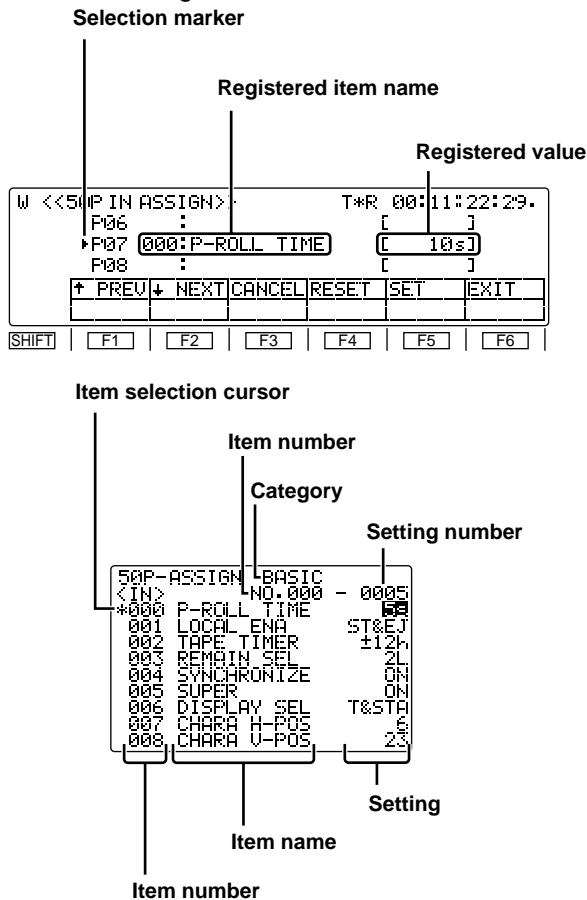 Selection marker
Registered item name
Registered value
W <<50P IN ASSIGN>> T*R 00:11:22:29.
P06 : [ ]
P07 000:P-ROLL TIME [ 10s]
P08 : [ ]
↑ PREV ↓ NEXT CANCEL RESET SET EXIT
SHIFT F1 F2 F3 F4 F5 F6
Item selection cursor
Item number
Category
Setting number
50P-ASSIGN BASIC
<IN> NO.000 - 0005
*000 P-ROLL TIME 5s
001 LOCAL ENA ST&EJ
002 TAPE TIMER ±12h
003 REMAIN SEL 2L
004 SYNCHRONIZE ON
005 SUPER ON
006 DISPLAY SEL T&STA
007 CHARA H-POS 6
008 CHARA V-POS 23
Setting
Item name
Item number